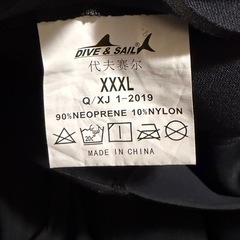 DIVE & SAIL
代夫赛尔
XXXL
Q/XJ 1-2019
90%NEOPRENE 10%NYLON
MADE IN CHINA